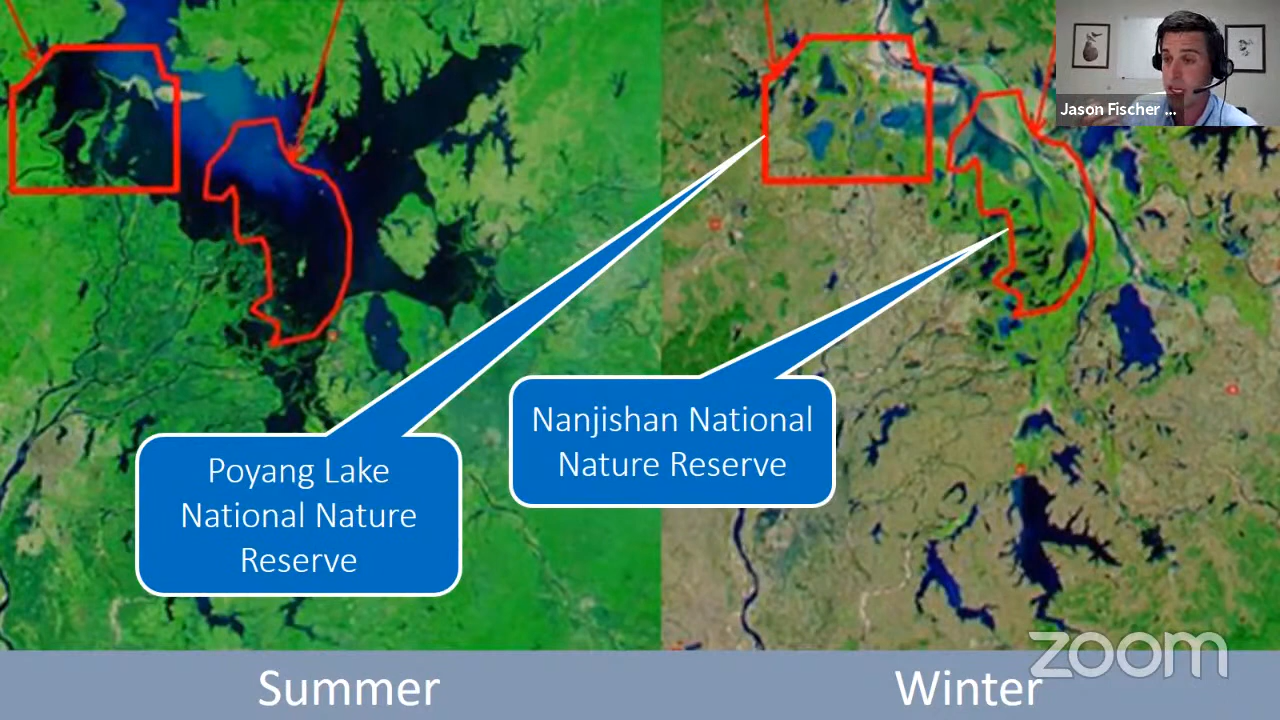 Jason Fischer ...
Nanjishan National
Nature Reserve
Poyang Lake
National Nature
Reserve
zoom
Summer
Winter